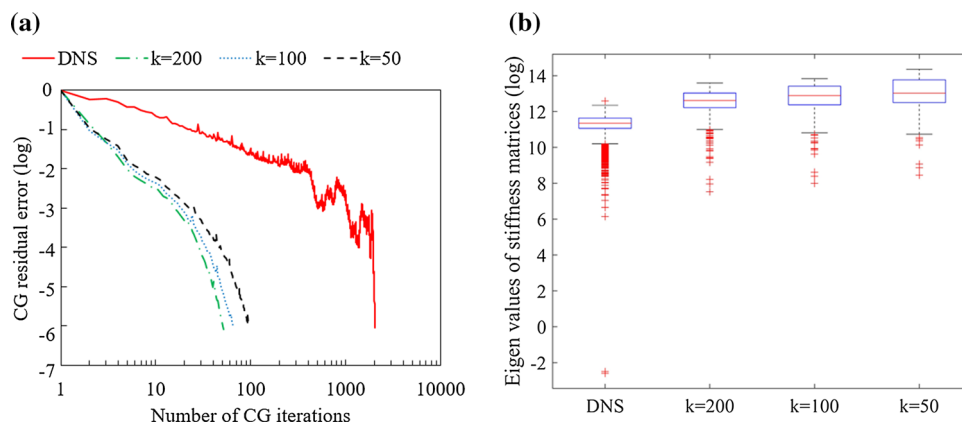 (a)
DNS k=200 k=100 k=50
0
-1
-2
-3
-4
-5
-6
-7
1 10 100 1000 10000
CG residual error (log)
Number of CG iterations
(b)
Eigen values of stiffness matrices (log)
14
12
10
8
6
4
2
0
-2
DNS k=200 k=100 k=50